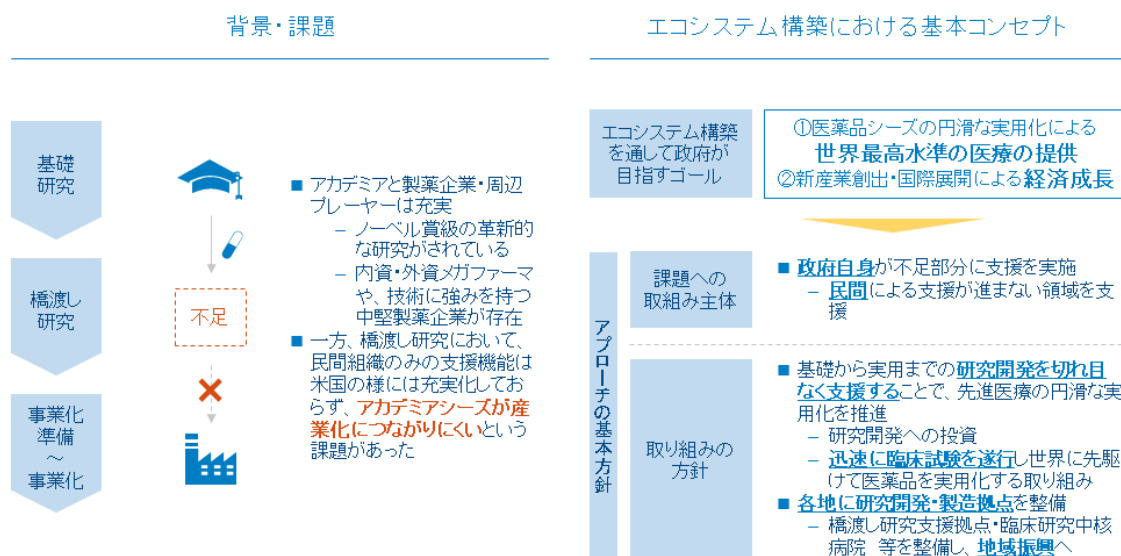 背景・課題
基礎
研究
橋渡し
研究
事業化
準備
～
事業化
不足
■ アカデミアと製薬企業・周辺
プレーヤーは充実
– ノーベル賞級の革新的
な研究がされている
– 内資・外資メガファーマ
や、技術に強みを持つ
中堅製薬企業が存在
■ 一方、橋渡し研究において、
民間組織のみの支援機能は
米国の様には充実化してお
らず、アカデミアシーズが産
業化につながりにくいという
課題があった
エコシステム構築における基本コンセプト
エコシステム構築
を通して政府が
目指すゴール
①医薬品シーズの円滑な実用化による
世界最高水準の医療の提供
②新産業創出・国際展開による経済成長
アプローチの基本方針
課題への
取組み主体
■ 政府自身が不足部分に支援を実施
– 民間による支援が進まない領域を支
援
取り組みの
方針
■ 基礎から実用までの研究開発を切れ目
なく支援することで、先進医療の円滑な実
用化を推進
– 研究開発への投資
– 迅速に臨床試験を遂行し世界に先駆
けて医薬品を実用化する取り組み
■ 各地に研究開発・製造拠点を整備
– 橋渡し研究支援拠点・臨床研究中核
病院 等を整備し、地域振興へ